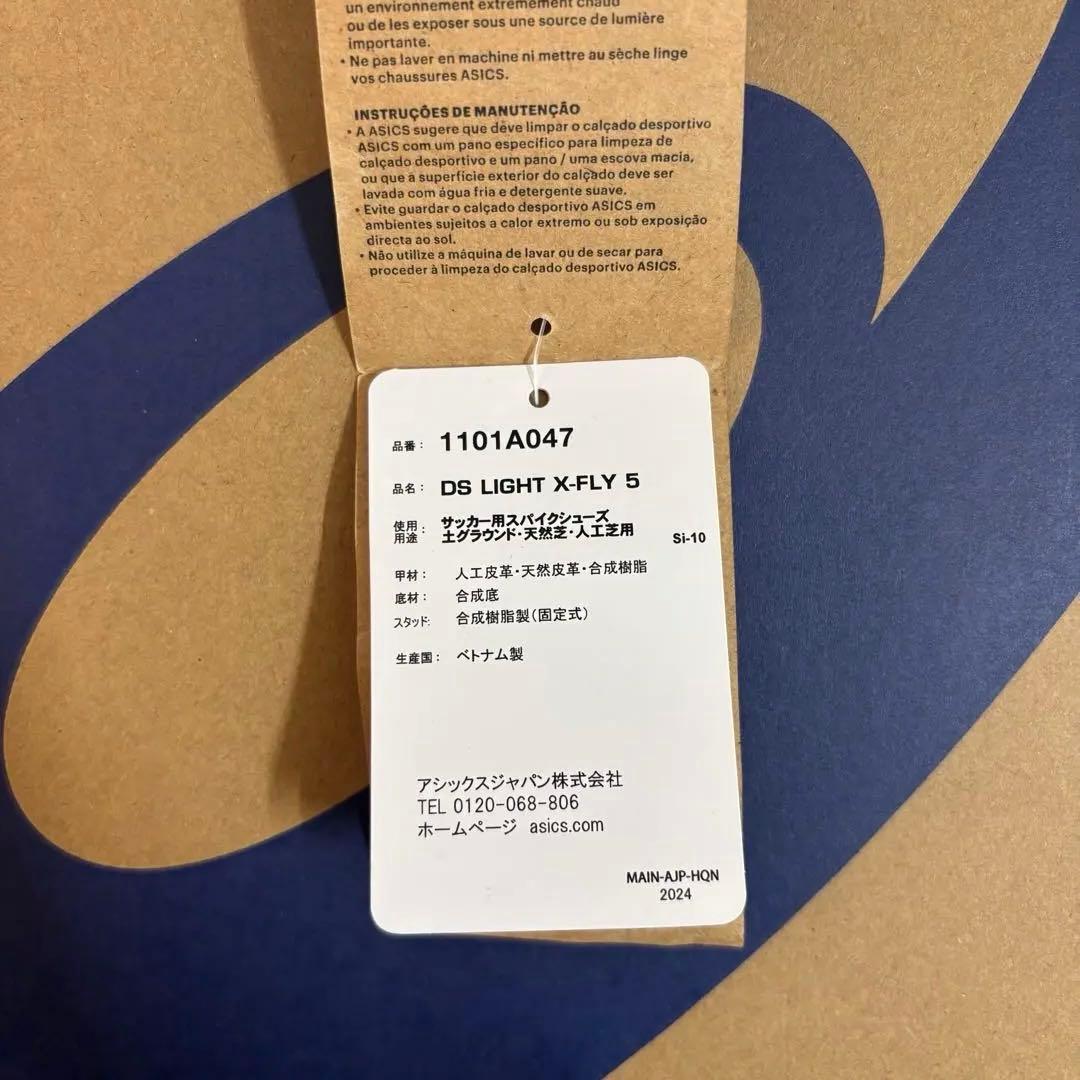 un environnement extrêmement chaud
ou de les exposer sous une source de lumière
importante.
• Ne pas laver en machine ni mettre au sèche linge
vos chaussures ASICS.
INSTRUÇÕES DE MANUTENÇÃO
• A ASICS sugere que deve limpar o calçado desportivo
ASICS com um pano específico para limpeza de
calçado desportivo e um pano / uma escova macia,
ou que a superfície exterior do calçado deve ser
lavada com água fria e detergente suave.
• Evite guardar o calçado desportivo ASICS em
ambientes sujeitos a calor extremo ou sob exposição
directa ao sol.
• Não utilize a máquina de lavar ou de secar para
proceder à limpeza do calçado desportivo ASICS.
品番： 1101A047
品名： DS LIGHT X-FLY 5
使用用途： サッカー用スパイクシューズ
土グラウンド・天然芝・人工芝用 Si-10
甲材： 人工皮革・天然皮革・合成樹脂
底材： 合成底
スタッド： 合成樹脂製(固定式)
生産国： ベトナム製
アシックスジャパン株式会社
TEL 0120-068-806
ホームページ asics.com
MAIN-AJP-HQN
2024